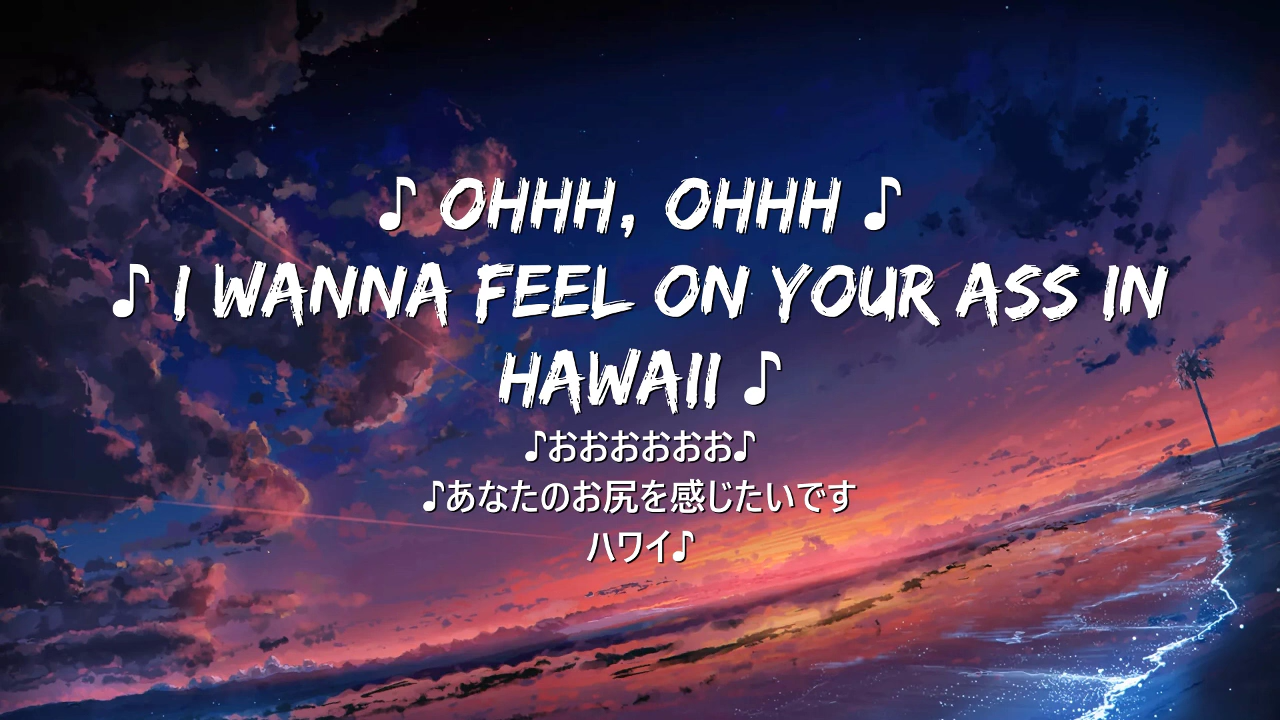 ♪ OHHH, OHHH ♪
♪ I WANNA FEEL ON YOUR ASS IN
HAWAII ♪
♪おおおおおお♪
♪あなたのお尻を感じたいです
ハワイ♪